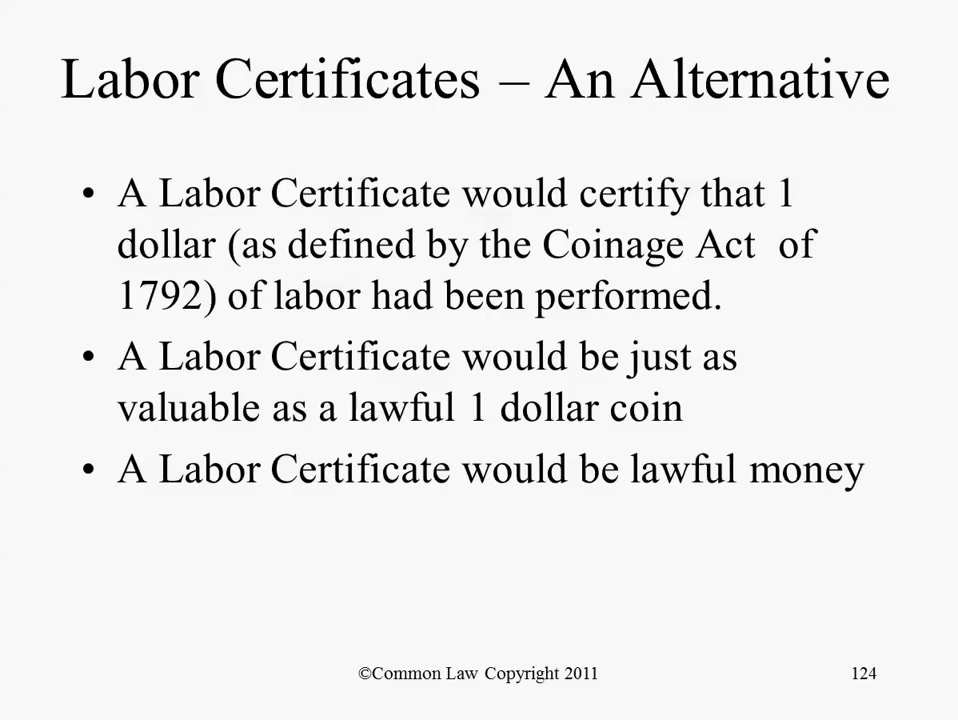 Labor Certificates – An Alternative
• A Labor Certificate would certify that 1
dollar (as defined by the Coinage Act  of
1792) of labor had been performed.
• A Labor Certificate would be just as
valuable as a lawful 1 dollar coin
• A Labor Certificate would be lawful money
©Common Law Copyright 2011
124